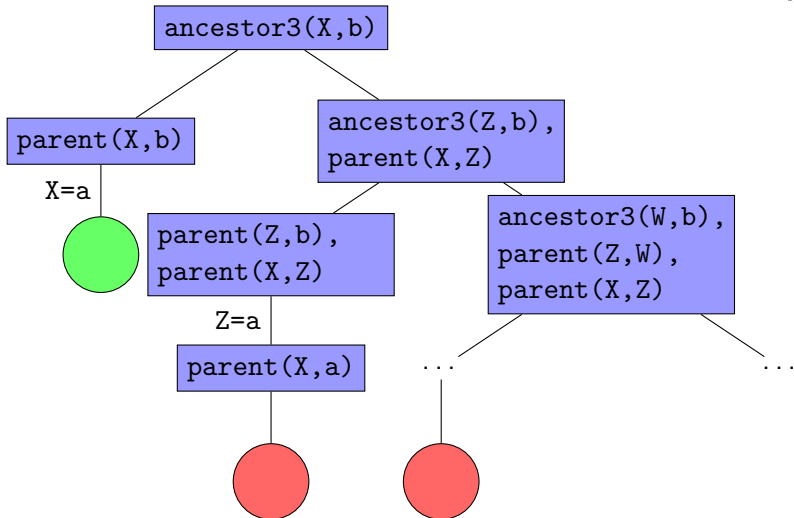 ancestor3(X,b)
parent(X,b)
ancestor3(Z,b),
parent(X,Z)
X=a
parent(Z,b),
parent(X,Z)
ancestor3(W,b),
parent(Z,W),
parent(X,Z)
Z=a
parent(X,a)
...
...